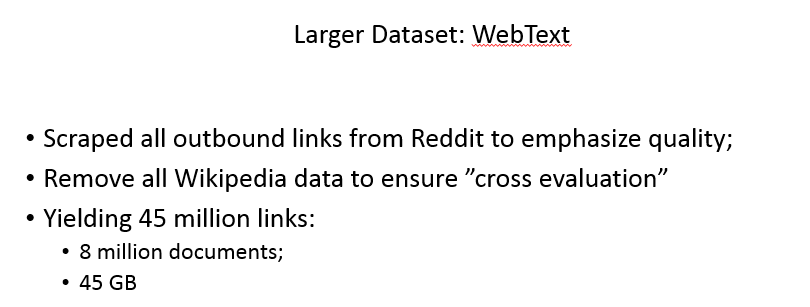 Larger Dataset: WebText
• Scraped all outbound links from Reddit to emphasize quality;
• Remove all Wikipedia data to ensure ”cross evaluation”
• Yielding 45 million links:
• 8 million documents;
• 45 GB